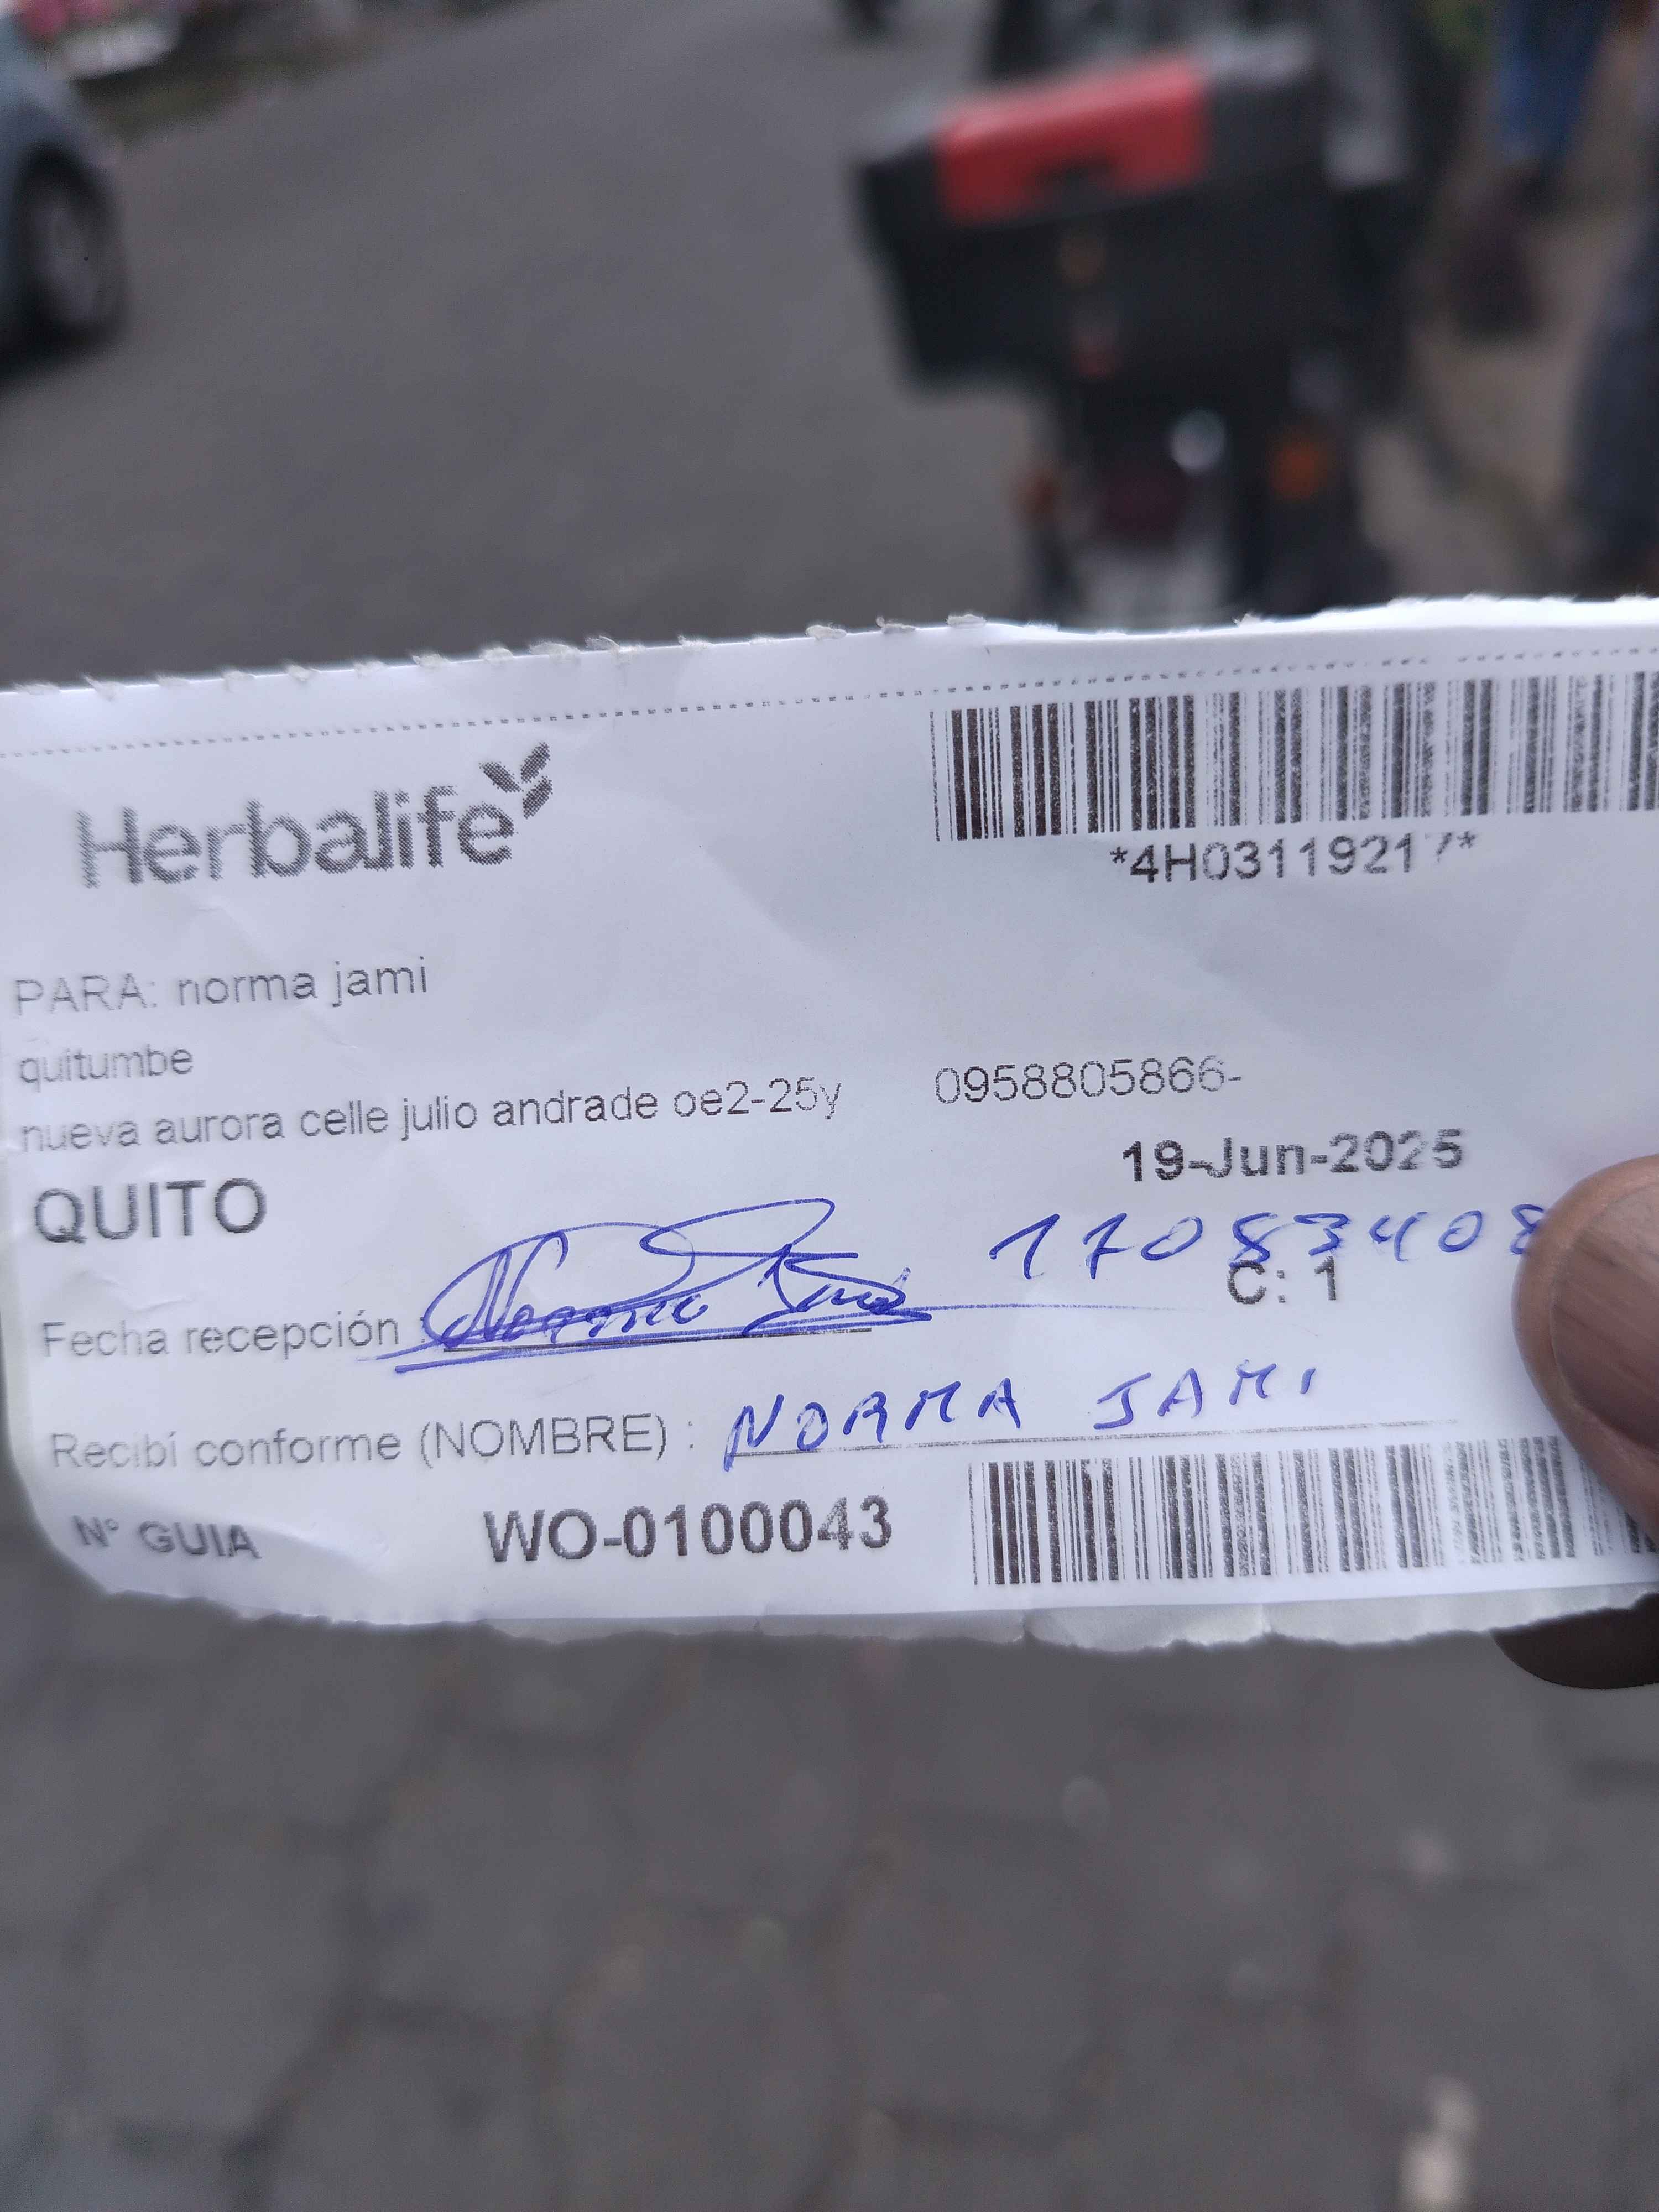 Herbalife
*4H03119217*
PARA: norma jami
quitumbe
nueva aurora celle julio andrade oe2-25y 0958805866-
19-Jun-2025
QUITO
17083408
C: 1
Fecha recepción
Recibí conforme (NOMBRE) : NORMA JAMI
N° GUIA WO-0100043